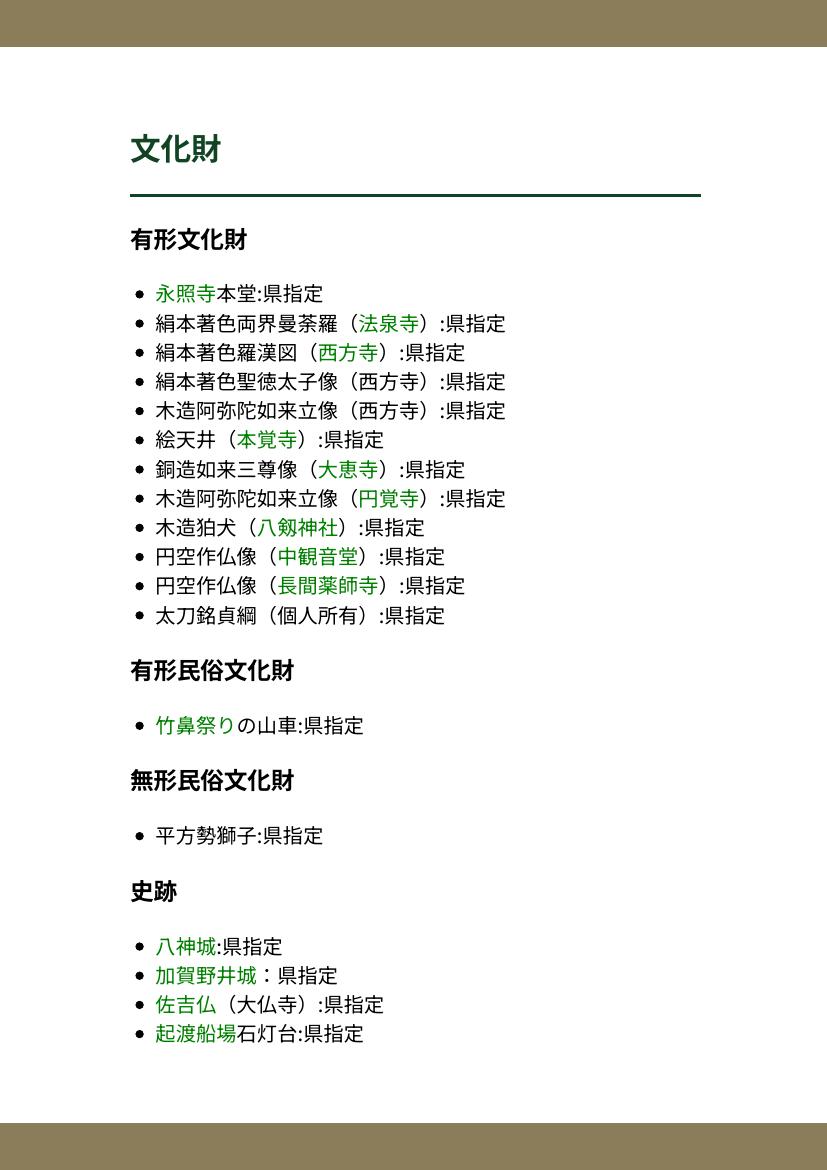 文化財
有形文化財
永照寺本堂:県指定
絹本著色両界曼荼羅（法泉寺）:県指定
絹本著色羅漢図（西方寺）:県指定
絹本著色聖徳太子像（西方寺）:県指定
木造阿弥陀如来立像（西方寺）:県指定
絵天井（本覚寺）:県指定
銅造如来三尊像（大恵寺）:県指定
木造阿弥陀如来立像（円覚寺）:県指定
木造狛犬（八剱神社）:県指定
円空作仏像（中観音堂）:県指定
円空作仏像（長間薬師寺）:県指定
太刀銘貞綱（個人所有）:県指定
有形民俗文化財
竹鼻祭りの山車:県指定
無形民俗文化財
平方勢獅子:県指定
史跡
八神城:県指定
加賀野井城：県指定
佐吉仏（大仏寺）:県指定
起渡船場石灯台:県指定